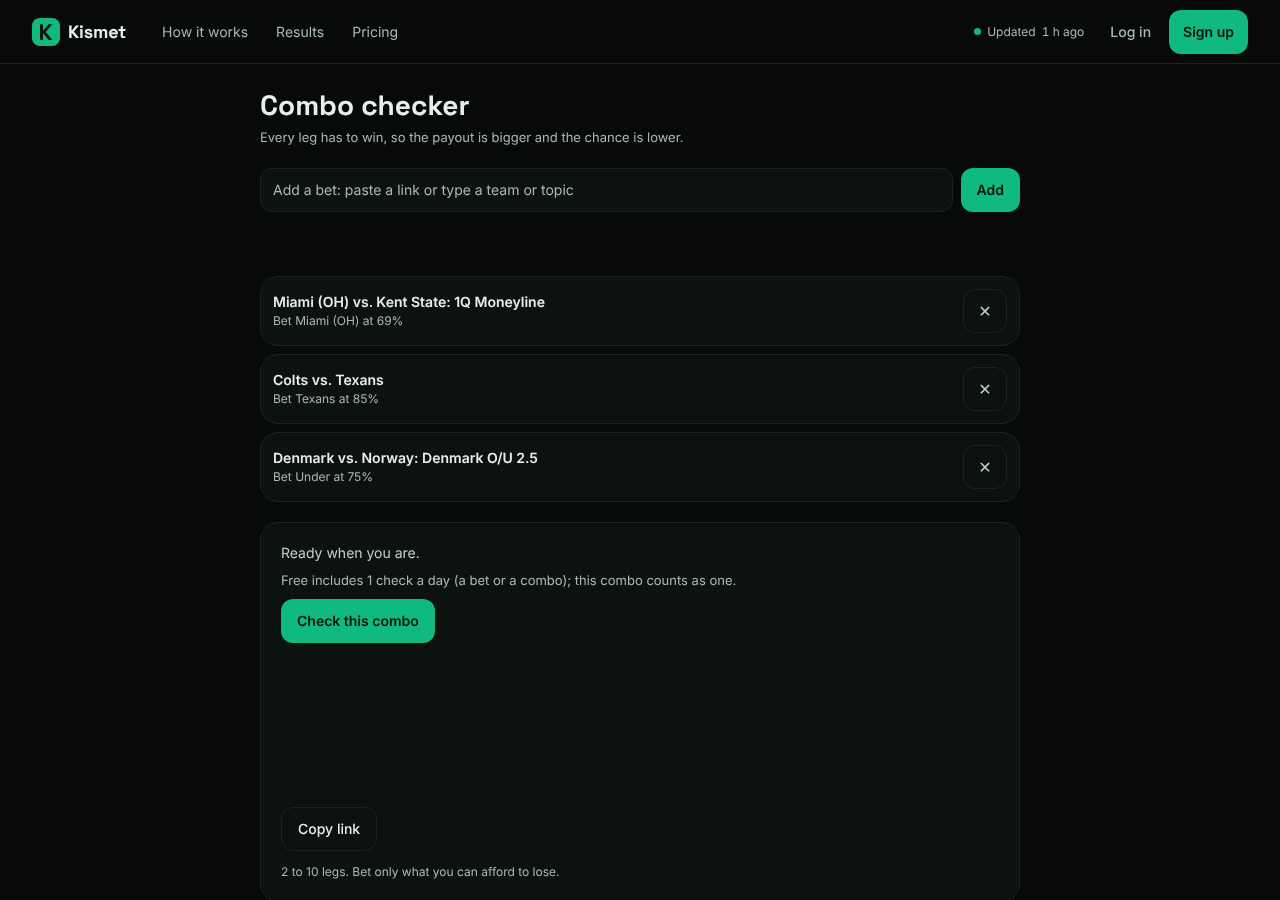 Kismet
How it works
Results
Pricing
Updated 1 h ago
Log in
Sign up
Combo checker
Every leg has to win, so the payout is bigger and the chance is lower.
Add a bet: paste a link or type a team or topic
Add
Miami (OH) vs. Kent State: 1Q Moneyline
Bet Miami (OH) at 69%
Colts vs. Texans
Bet Texans at 85%
Denmark vs. Norway: Denmark O/U 2.5
Bet Under at 75%
Ready when you are.
Free includes 1 check a day (a bet or a combo); this combo counts as one.
Check this combo
Copy link
2 to 10 legs. Bet only what you can afford to lose.